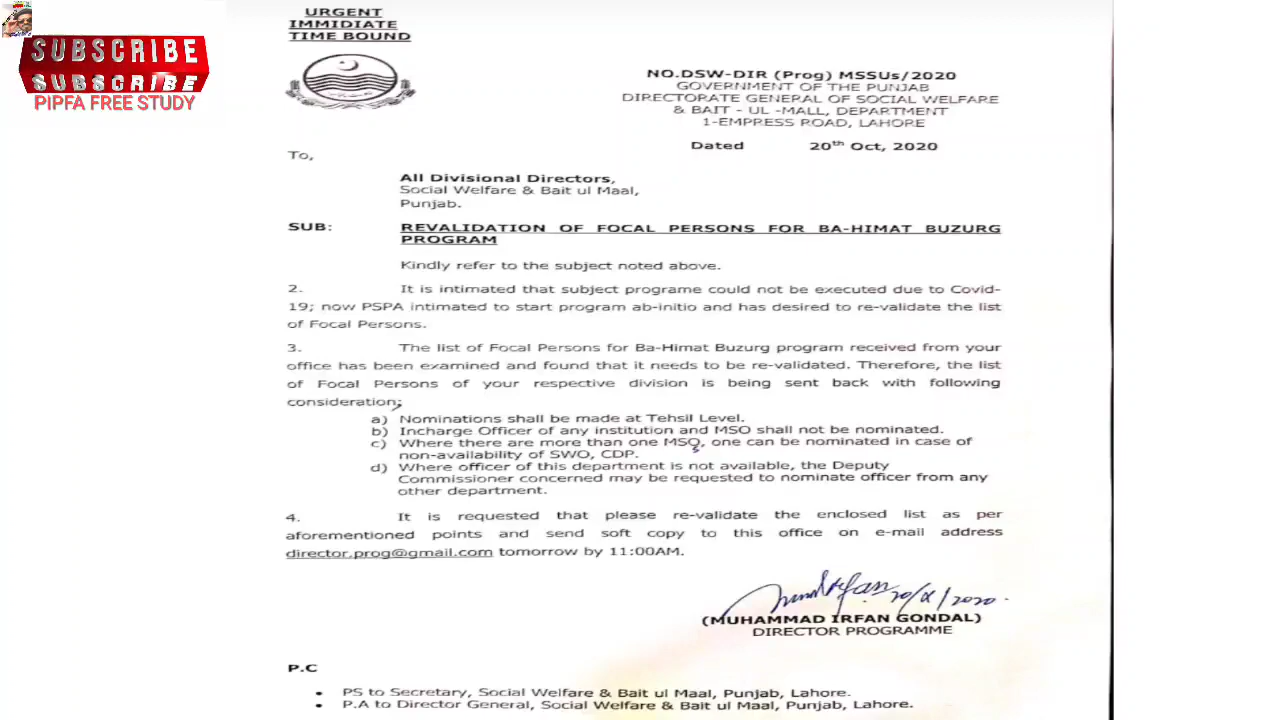 SUBSCRIBE
SUBSCRIBE
PIPFA FREE STUDY
URGENT
IMMIDIATE
TIME BOUND
NO.DSW-DIR (Prog) MSSUs/2020
GOVERNMENT OF THE PUNJAB
DIRECTORATE GENERAL OF SOCIAL WELFARE
& BAIT - UL -MALL, DEPARTMENT
1-EMPRESS ROAD, LAHORE
Dated 20th Oct, 2020
To,
All Divisional Directors,
Social Welfare & Bait ul Maal,
Punjab.
SUB: REVALIDATION OF FOCAL PERSONS FOR BA-HIMAT BUZURG
PROGRAM
Kindly refer to the subject noted above.
2. It is intimated that subject programe could not be executed due to Covid-
19; now PSPA intimated to start program ab-initio and has desired to re-validate the list
of Focal Persons.
3. The list of Focal Persons for Ba-Himat Buzurg program received from your
office has been examined and found that it needs to be re-validated. Therefore, the list
of Focal Persons of your respective division is being sent back with following
consideration;
a) Nominations shall be made at Tehsil Level.
b) Incharge Officer of any institution and MSO shall not be nominated.
c) Where there are more than one MSO, one can be nominated in case of
non-availability of SWO, CDP.
d) Where officer of this department is not available, the Deputy
Commissioner concerned may be requested to nominate officer from any
other department.
4. It is requested that please re-validate the enclosed list as per
aforementioned points and send soft copy to this office on e-mail address
director.prog@gmail.com tomorrow by 11:00AM.
20/X/2020
(MUHAMMAD IRFAN GONDAL)
DIRECTOR PROGRAMME
P.C
• PS to Secretary, Social Welfare & Bait ul Maal, Punjab, Lahore.
• P.A to Director General, Social Welfare & Bait ul Maal, Punjab, Lahore.